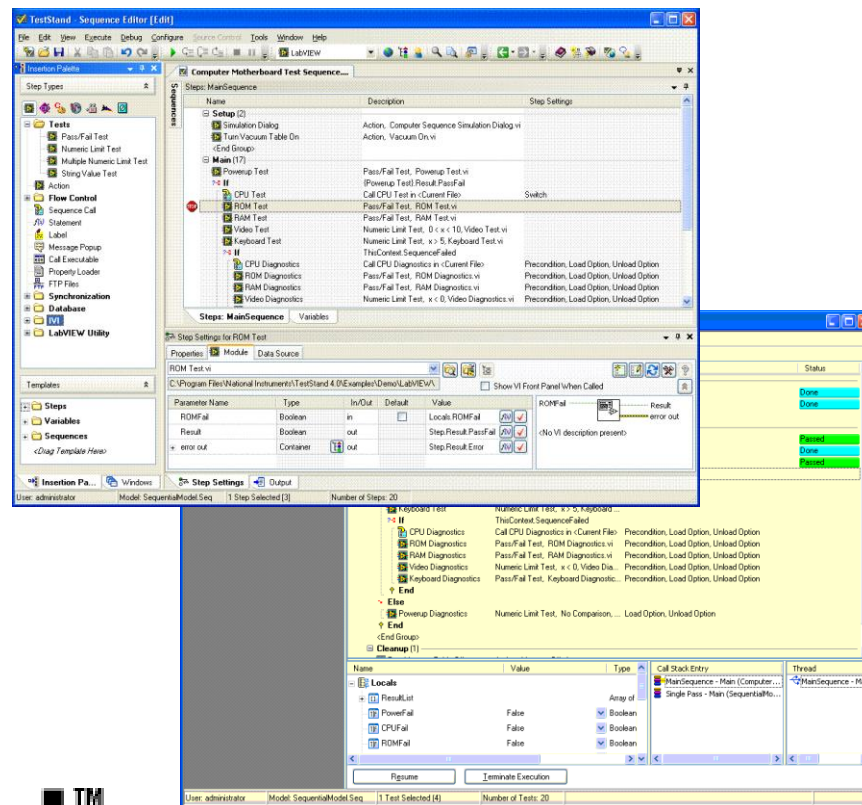 TestStand - Sequence Editor [Edit]
File Edit View Execute Debug Configure Source Control Tools Window Help
LabVIEW
Insertion Palette
Step Types
Tests
Pass/Fail Test
Numeric Limit Test
Multiple Numeric Limit Test
String Value Test
Action
Flow Control
Sequence Call
Statement
Label
Message Popup
Call Executable
Property Loader
FTP Files
Synchronization
Database
IVI
LabVIEW Utility
Templates
Steps
Variables
Sequences
<Drag Template Here>
Insertion Pa... Windows
Computer Motherboard Test Sequence....
Sequences
Steps: MainSequence
Name Description Step Settings
Setup (2)
Simulation Dialog Action, Computer Sequence Simulation Dialog.vi
Turn Vacuum Table On Action, Vacuum On.vi
<End Group>
Main (17)
Powerup Test Pass/Fail Test, Powerup Test.vi
If {Powerup Test}.Result.PassFail
CPU Test Call CPU Test in <Current File> Switch
ROM Test Pass/Fail Test, ROM Test.vi
RAM Test Pass/Fail Test, RAM Test.vi
Video Test Numeric Limit Test, 0 < x < 10, Video Test.vi
Keyboard Test Numeric Limit Test, x > 5, Keyboard Test.vi
If ThisContext.SequenceFailed
CPU Diagnostics Call CPU Diagnostics in <Current File> Precondition, Load Option, Unload Option
ROM Diagnostics Pass/Fail Test, ROM Diagnostics.vi Precondition, Load Option, Unload Option
RAM Diagnostics Pass/Fail Test, RAM Diagnostics.vi Precondition, Load Option, Unload Option
Video Diagnostics Numeric Limit Test, x < 0, Video Diagnostics.vi Precondition, Load Option, Unload Option
Steps: MainSequence Variables
Step Settings for ROM Test
Properties Module Data Source
ROM Test.vi
C:\Program Files\National Instruments\TestStand 4.0\Examples\Demo\LabVIEW\ Show VI Front Panel When Called
Parameter Name Type In/Out Default Value
ROMFail Boolean in Locals.ROMFail
Result Boolean out Step.Result.PassFail
error out Container out Step.Result.Error
ROMFail Result
error out
<No VI description present>
Step Settings Output
User: administrator Model: SequentialModel.Seq 1 Step Selected [3] Number of Steps: 20
Status
Done
Done
Passed
Done
Passed
Keyboard Test Numeric Limit Test, x > 5, Keyboard ...
If ThisContext.SequenceFailed
CPU Diagnostics Call CPU Diagnostics in <Current File> Precondition, Load Option, Unload Option
ROM Diagnostics Pass/Fail Test, ROM Diagnostics.vi Precondition, Load Option, Unload Option
RAM Diagnostics Pass/Fail Test, RAM Diagnostics.vi Precondition, Load Option, Unload Option
Video Diagnostics Numeric Limit Test, x < 0, Video Dia... Precondition, Load Option, Unload Option
Keyboard Diagnostics Pass/Fail Test, Keyboard Diagnostic... Precondition, Load Option, Unload Option
End
Else
Powerup Diagnostics Numeric Limit Test, No Comparison, ... Load Option, Unload Option
End
<End Group>
Cleanup (1)
Name Value Type
Locals
ResultList Array of
PowerFail False Boolean
CPUFail False Boolean
ROMFail False Boolean
Call Stack Entry
MainSequence - Main (Computer...
Single Pass - Main (SequentialMo...
Thread
MainSequence - M
Resume Terminate Execution
User: administrator Model: SequentialModel.Seq 1 Test Selected [4] Number of Tests: 20
TM